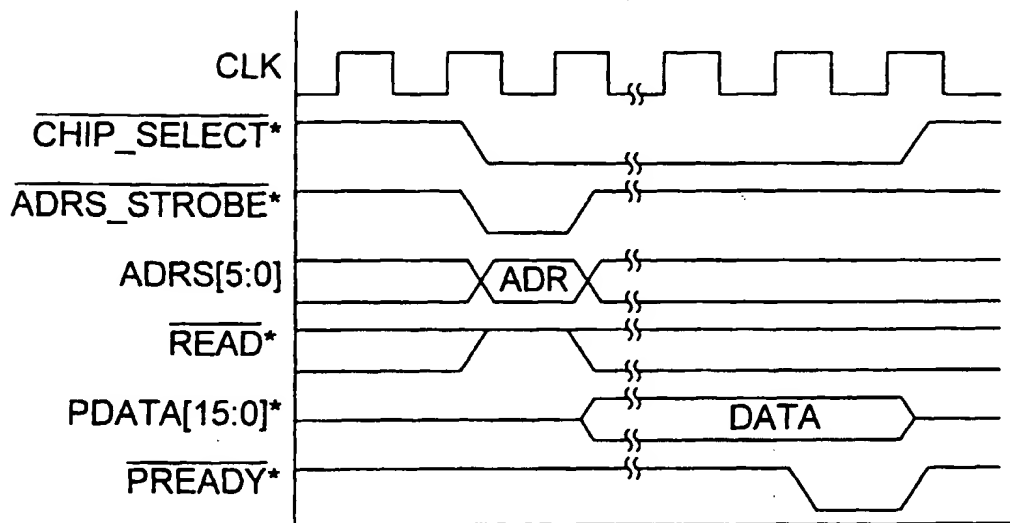 CLK
CHIP_SELECT*
ADRS_STROBE*
ADRS[5:0]
ADR
READ*
PDATA[15:0]*
DATA
PREADY*